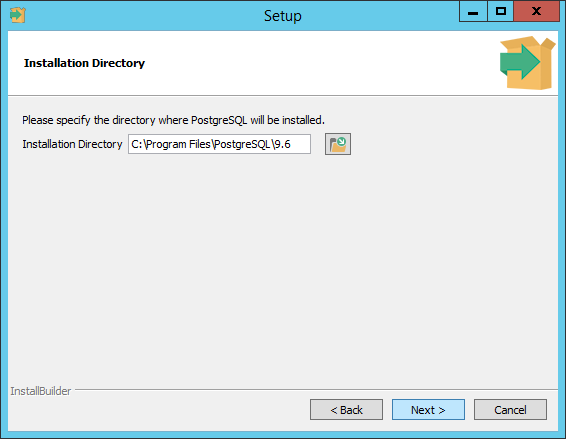 Setup
Installation Directory
Please specify the directory where PostgreSQL will be installed.
Installation Directory C:\Program Files\PostgreSQL\9.6
InstallBuilder
< Back Next > Cancel